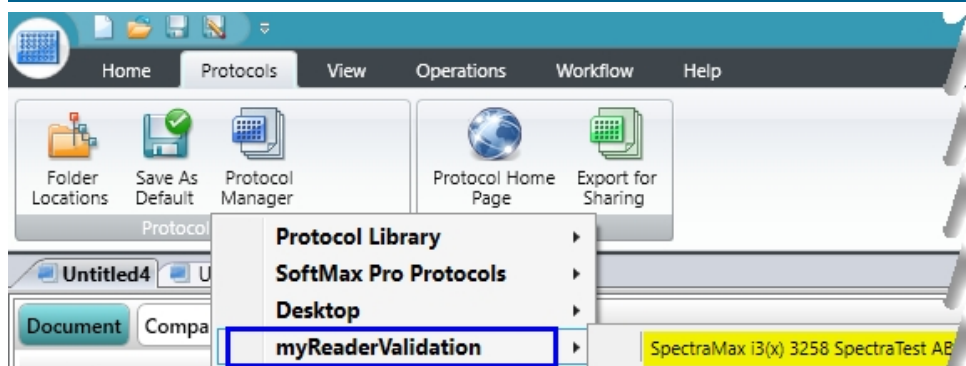 Home Protocols View Operations Workflow Help
Folder Locations
Save As Default
Protocol Manager
Protocol Home Page
Export for Sharing
Protocol
Protocol Library
SoftMax Pro Protocols
Desktop
myReaderValidation
SpectraMax i3(x) 3258 SpectraTest AB
Untitled4 U
Document Compa